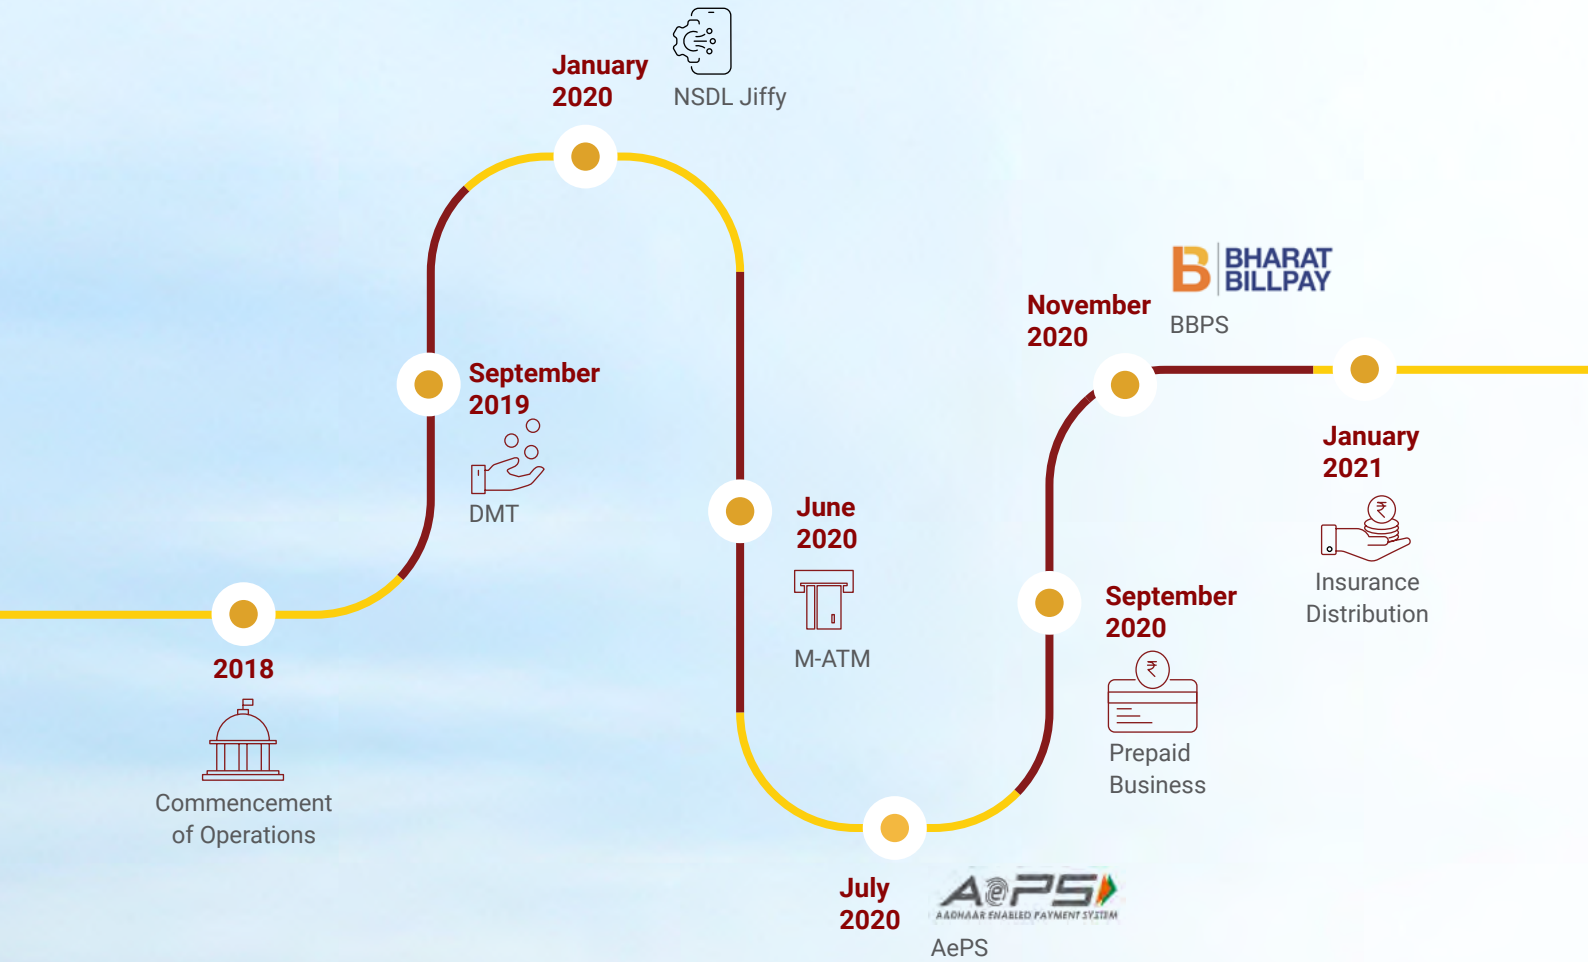 January
2020
NSDL Jiffy
September
2019
DMT
2018
Commencement
of Operations
June
2020
M-ATM
July
2020
AePS
AADHAAR ENABLED PAYMENT SYSTEM
AePS
September
2020
₹
Prepaid
Business
November
2020
BHARAT
BILLPAY
BBPS
January
2021
₹
Insurance
Distribution